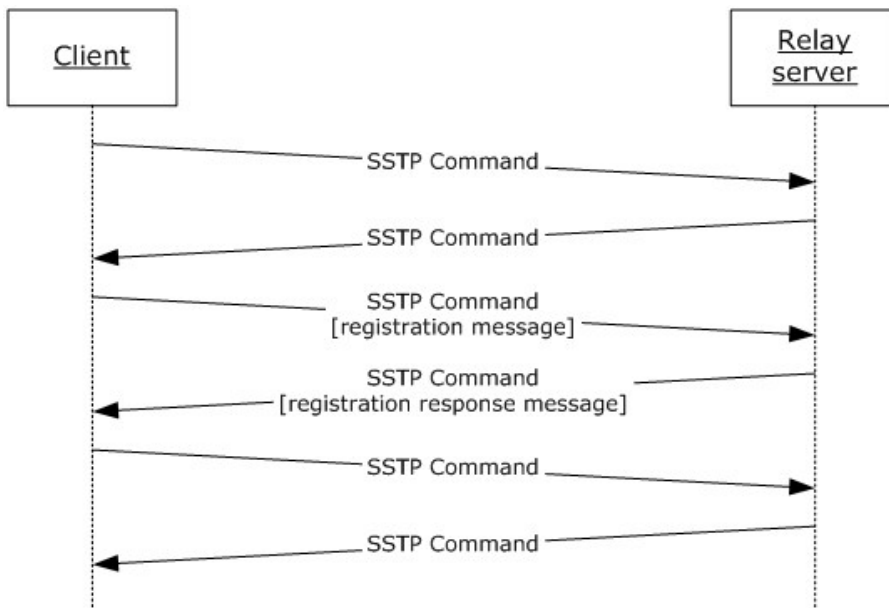 Client
Relay
server
SSTP Command
SSTP Command
SSTP Command
[registration message]
SSTP Command
[registration response message]
SSTP Command
SSTP Command